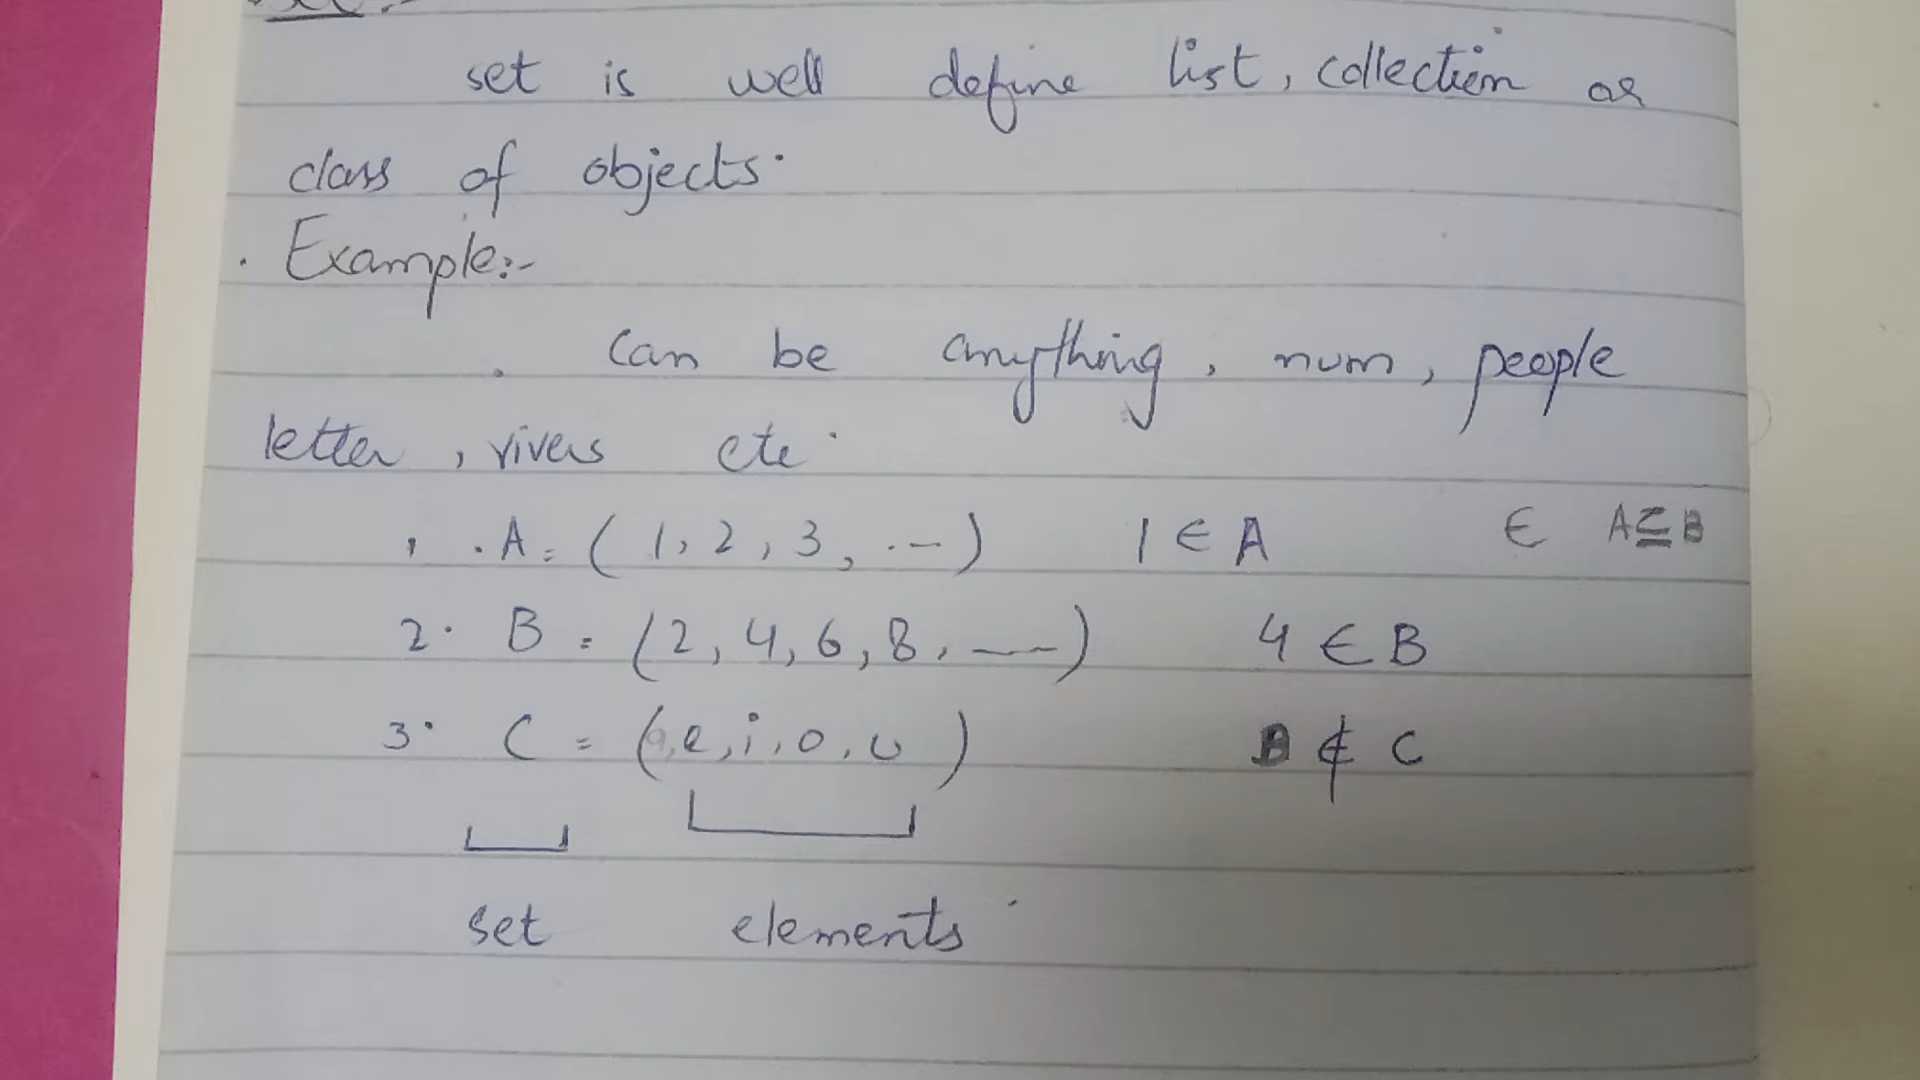 set is well define list, collection or
class of objects.
. Example:-
. Can be anything, num, people
letter, rivers etc.
1. A = (1, 2, 3, ...) 1 ∈ A ∈ A ⊆ B
2. B = (2, 4, 6, 8, ---) 4 ∈ B
3. C = (a, e, i, o, u) B ∉ C
set elements.